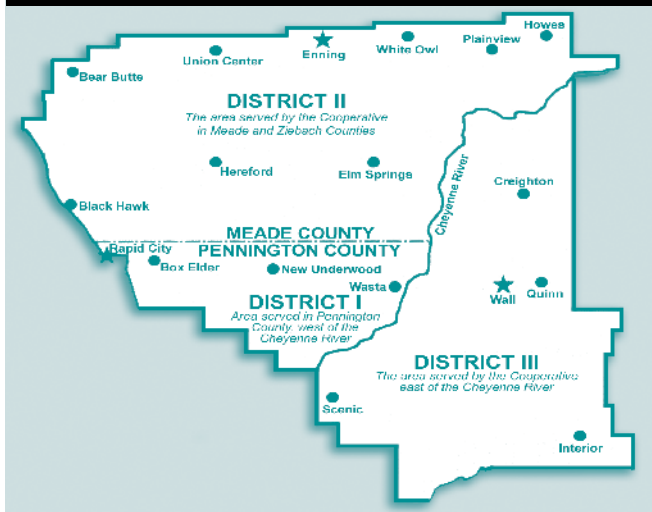 Howes
Union Center
Enning
White Owl
Plainview
Bear Butte
DISTRICT II
The area served by the Cooperative
in Meade and Ziebach Counties
Hereford
Elm Springs
Creighton
Cheyenne River
Black Hawk
MEADE COUNTY
PENNINGTON COUNTY
Rapid City
Box Elder
New Underwood
Wasta
Wall
Quinn
DISTRICT I
Area served in Pennington
County, west of the
Cheyenne River
DISTRICT III
The area served by the Cooperative
east of the Cheyenne River
Scenic
Interior